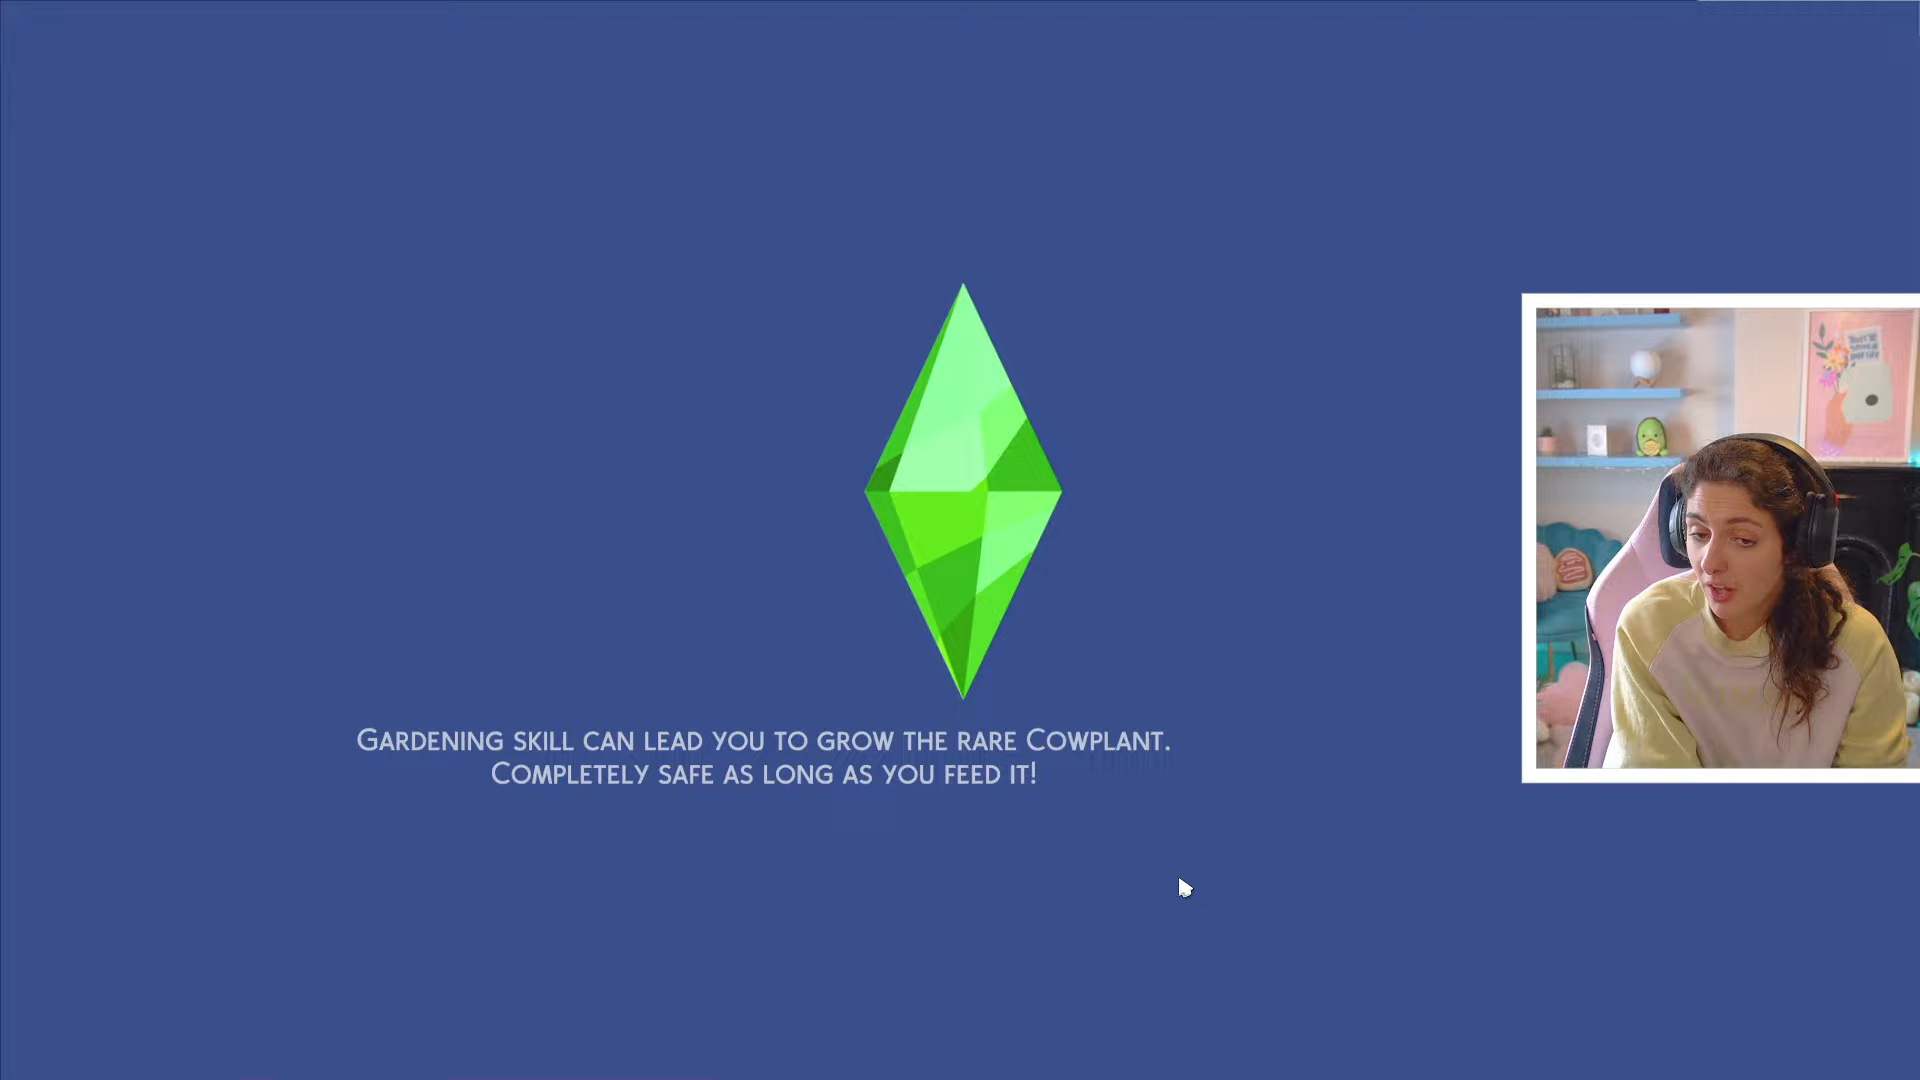 Gardening skill can lead you to grow the rare Cowplant.
Completely safe as long as you feed it!